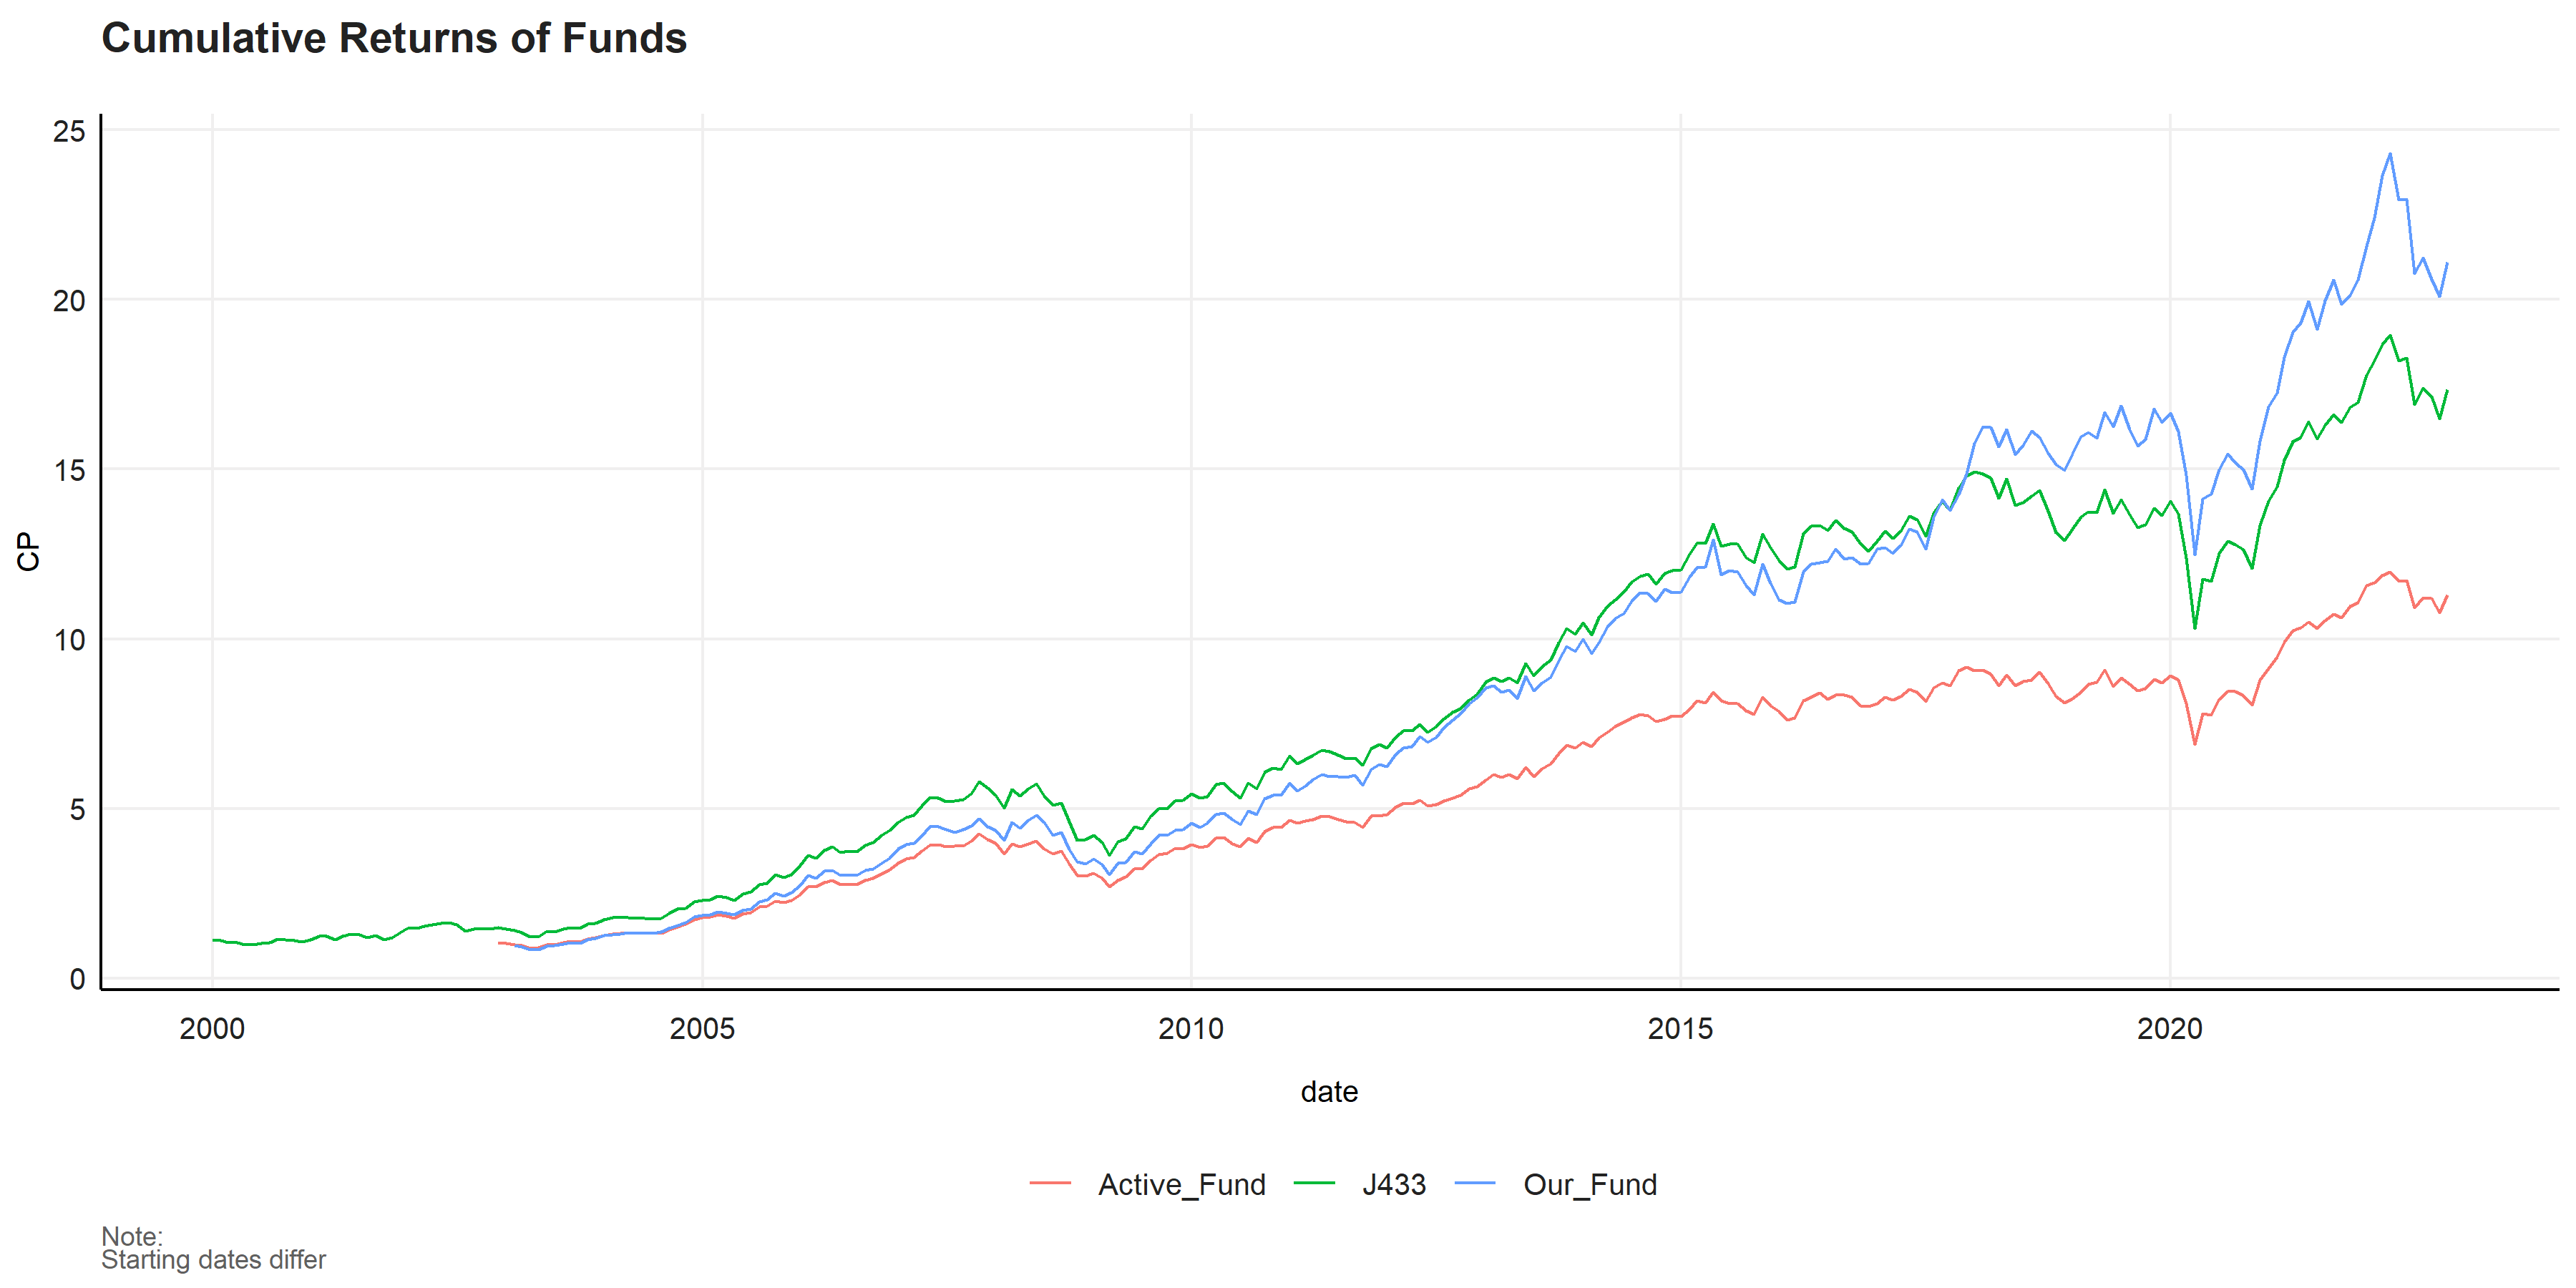 Cumulative Returns of Funds
25
20
15
10
5
0
CP
2000 2005 2010 2015 2020
date
Active_Fund J433 Our_Fund
Note:
Starting dates differ